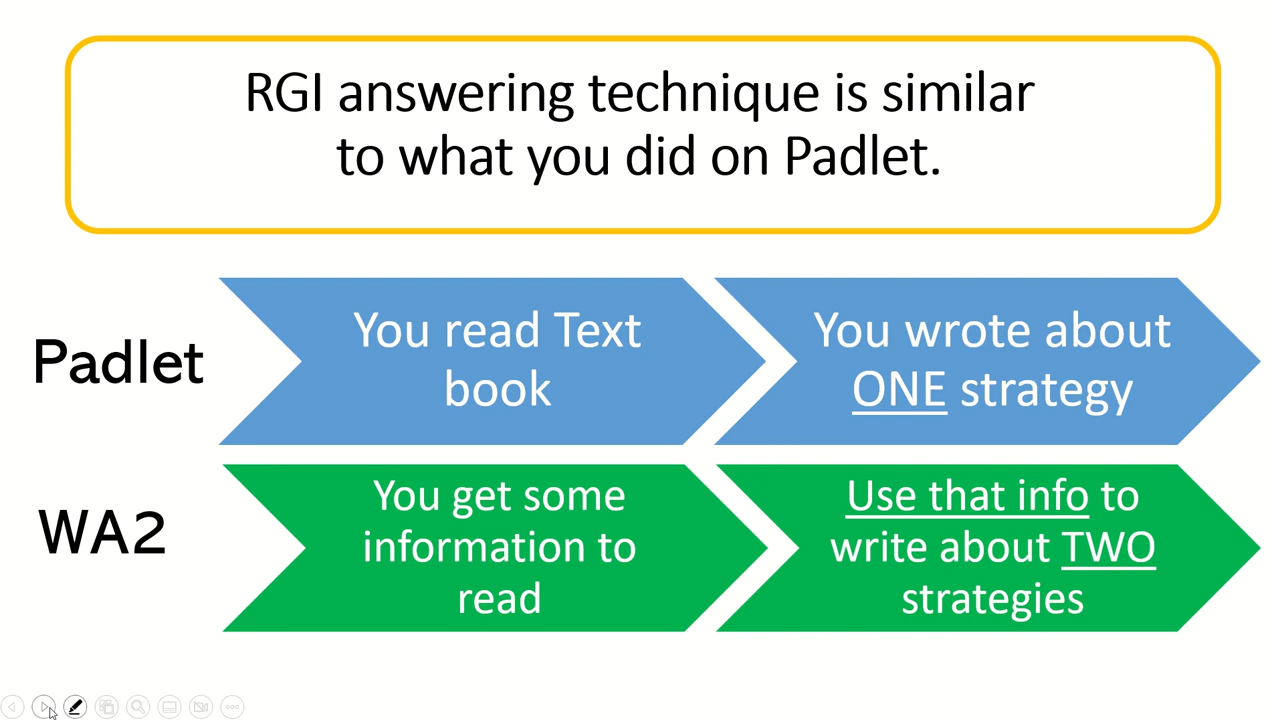 RGI answering technique is similar
to what you did on Padlet.
Padlet
You read Text
book
You wrote about
ONE strategy
WA2
You get some
information to
read
Use that info to
write about TWO
strategies